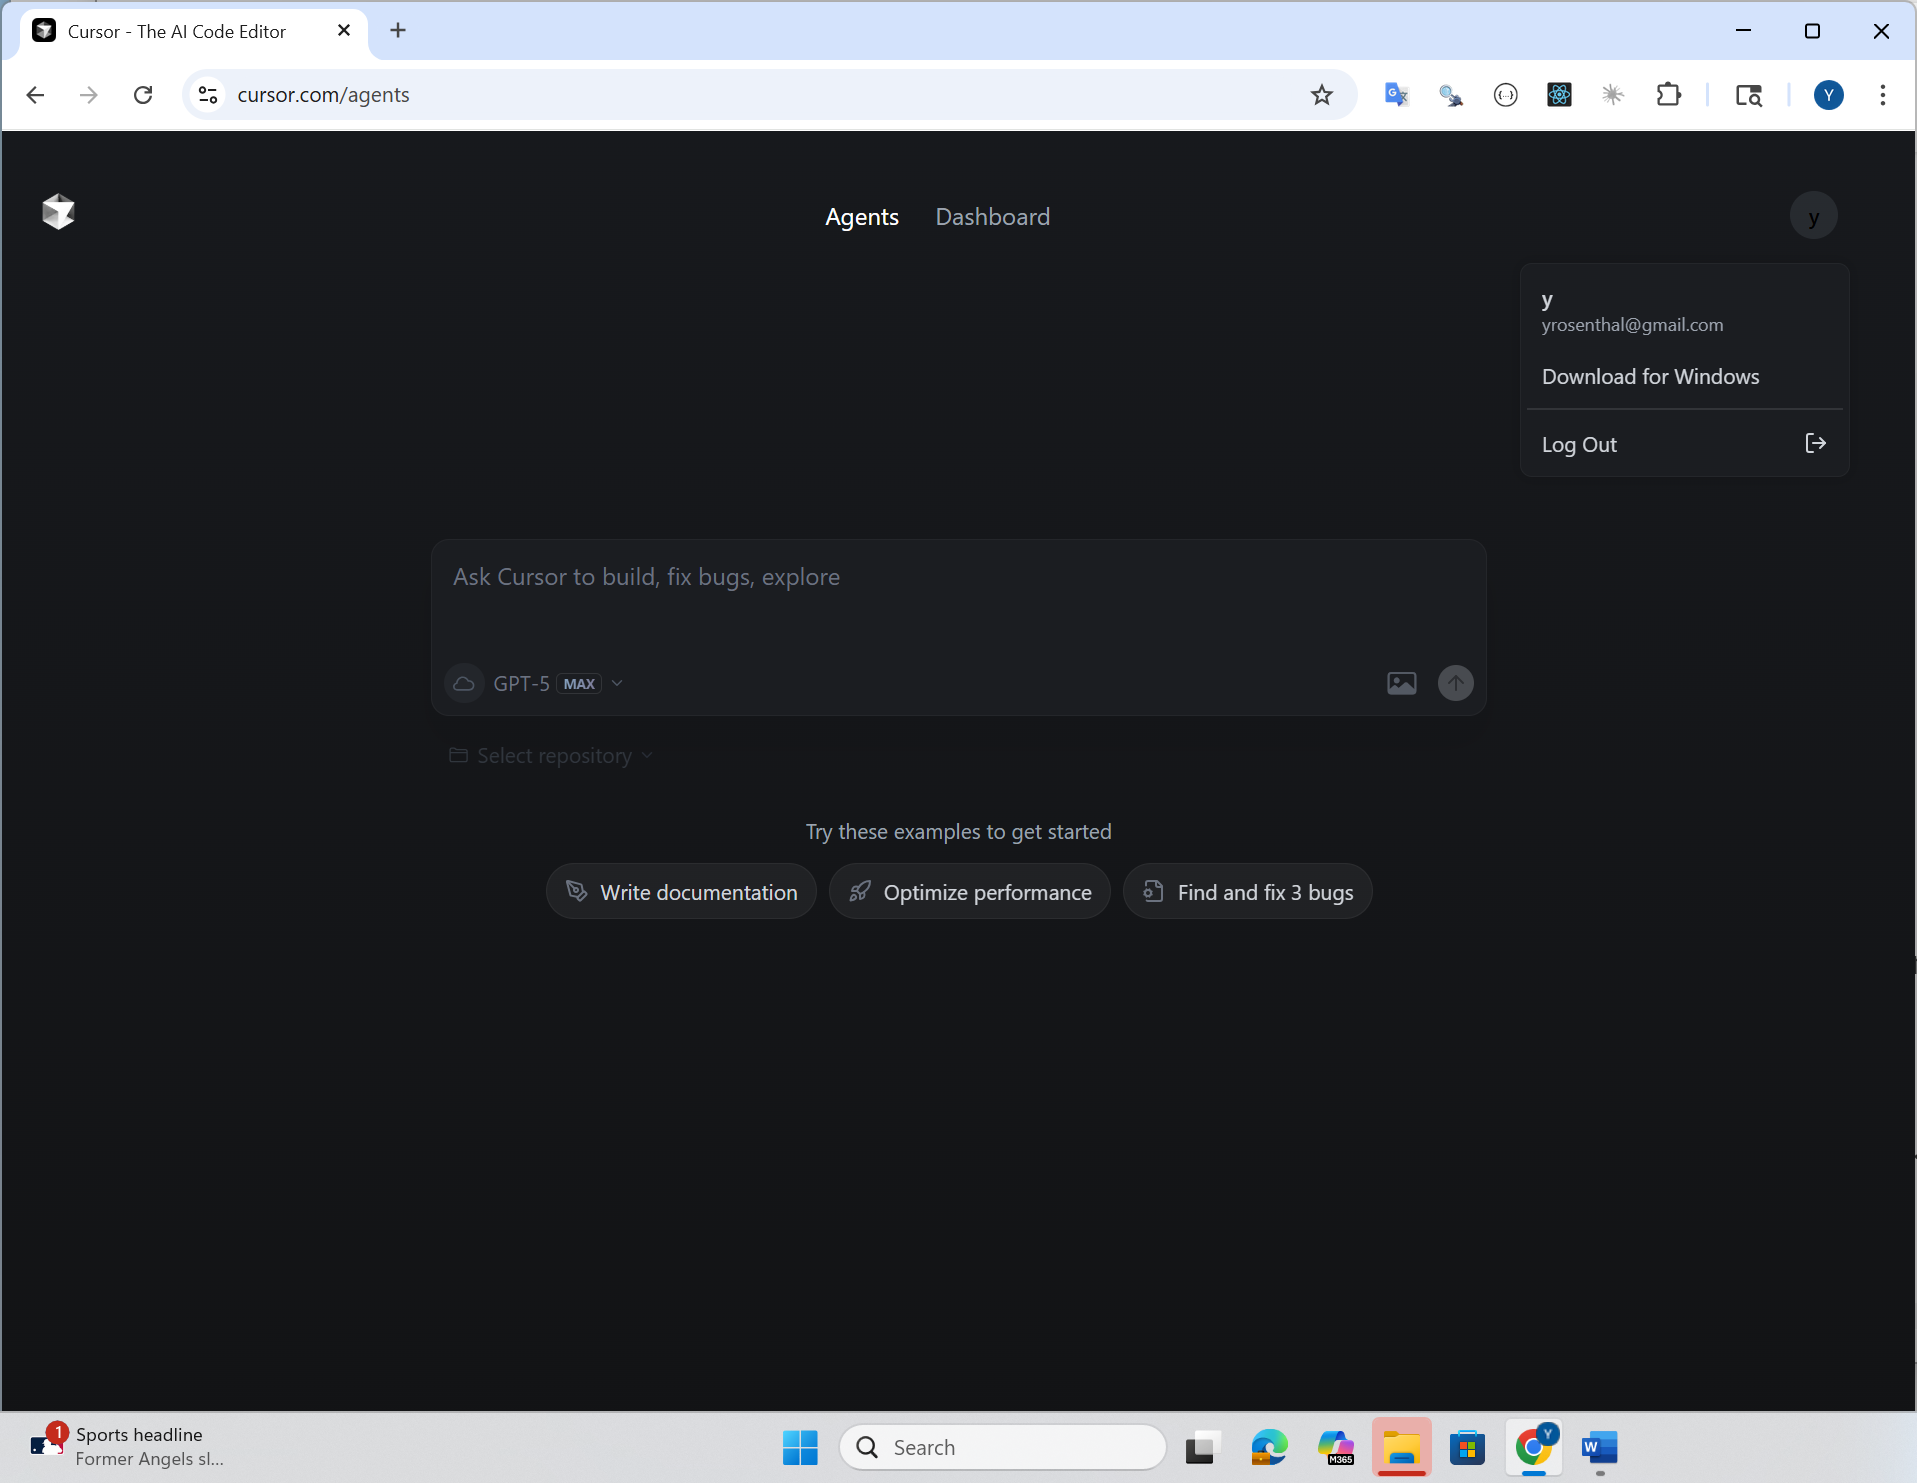 Cursor - The AI Code Editor
cursor.com/agents
Y
Agents Dashboard
y
y
yrosenthal@gmail.com
Download for Windows
Log Out
Ask Cursor to build, fix bugs, explore
GPT-5 MAX
Select repository
Try these examples to get started
Write documentation
Optimize performance
Find and fix 3 bugs
1
Sports headline
Former Angels sl...
Search
M365
Y
W